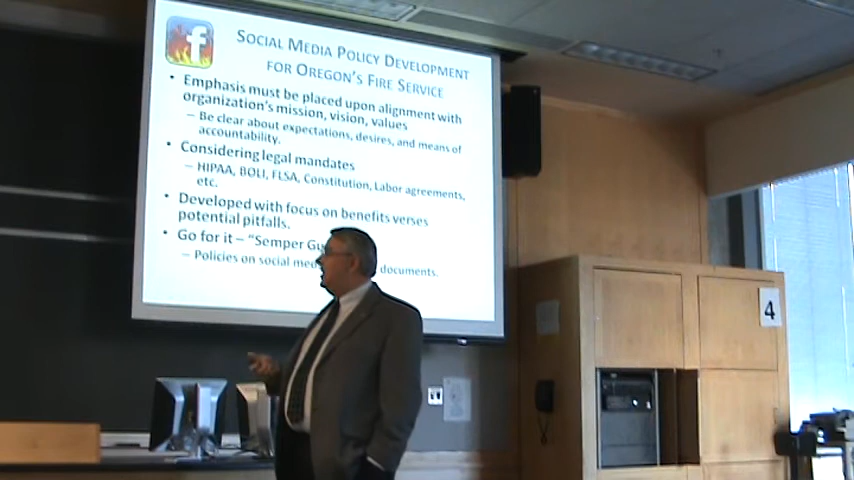 f
SOCIAL MEDIA POLICY DEVELOPMENT
FOR OREGON'S FIRE SERVICE
• Emphasis must be placed upon alignment with
organization's mission, vision, values
– Be clear about expectations, desires, and means of
accountability.
• Considering legal mandates
– HIPAA, BOLI, FLSA, Constitution, Labor agreements,
etc.
• Developed with focus on benefits verses
potential pitfalls.
• Go for it – "Semper
– Policies on social documents.
4